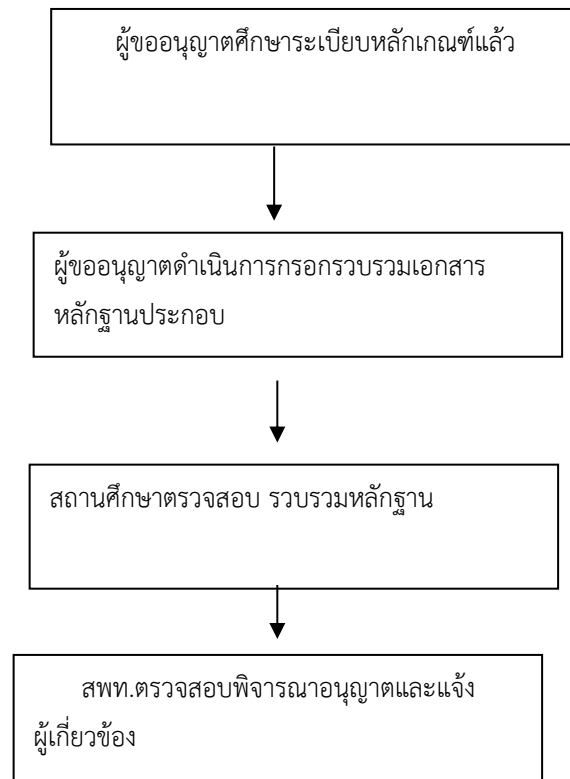 ผู้ขออนุญาตศึกษาระเบียบหลักเกณฑ์แล้ว
ผู้ขออนุญาตดำเนินการกรอกรวบรวมเอกสาร
หลักฐานประกอบ
สถานศึกษาตรวจสอบ รวบรวมหลักฐาน
สพท.ตรวจสอบพิจารณาอนุญาตและแจ้ง
ผู้เกี่ยวข้อง